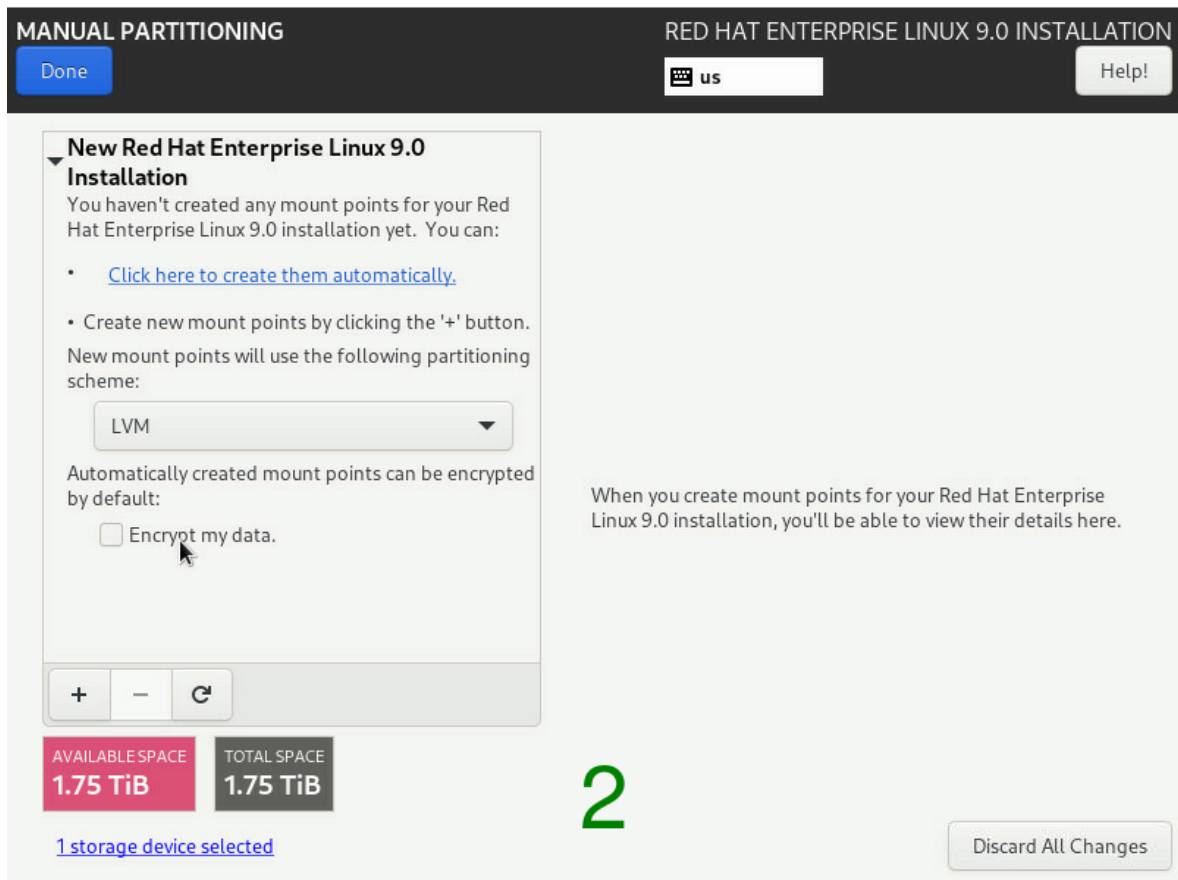 MANUAL PARTITIONING
RED HAT ENTERPRISE LINUX 9.0 INSTALLATION
Done
us
Help!
New Red Hat Enterprise Linux 9.0
Installation
You haven't created any mount points for your Red
Hat Enterprise Linux 9.0 installation yet. You can:
• Click here to create them automatically.
• Create new mount points by clicking the '+' button.
New mount points will use the following partitioning
scheme:
LVM
Automatically created mount points can be encrypted
by default:
Encrypt my data.
When you create mount points for your Red Hat Enterprise
Linux 9.0 installation, you'll be able to view their details here.
+ −
AVAILABLE SPACE
1.75 TiB
TOTAL SPACE
1.75 TiB
2
1 storage device selected
Discard All Changes